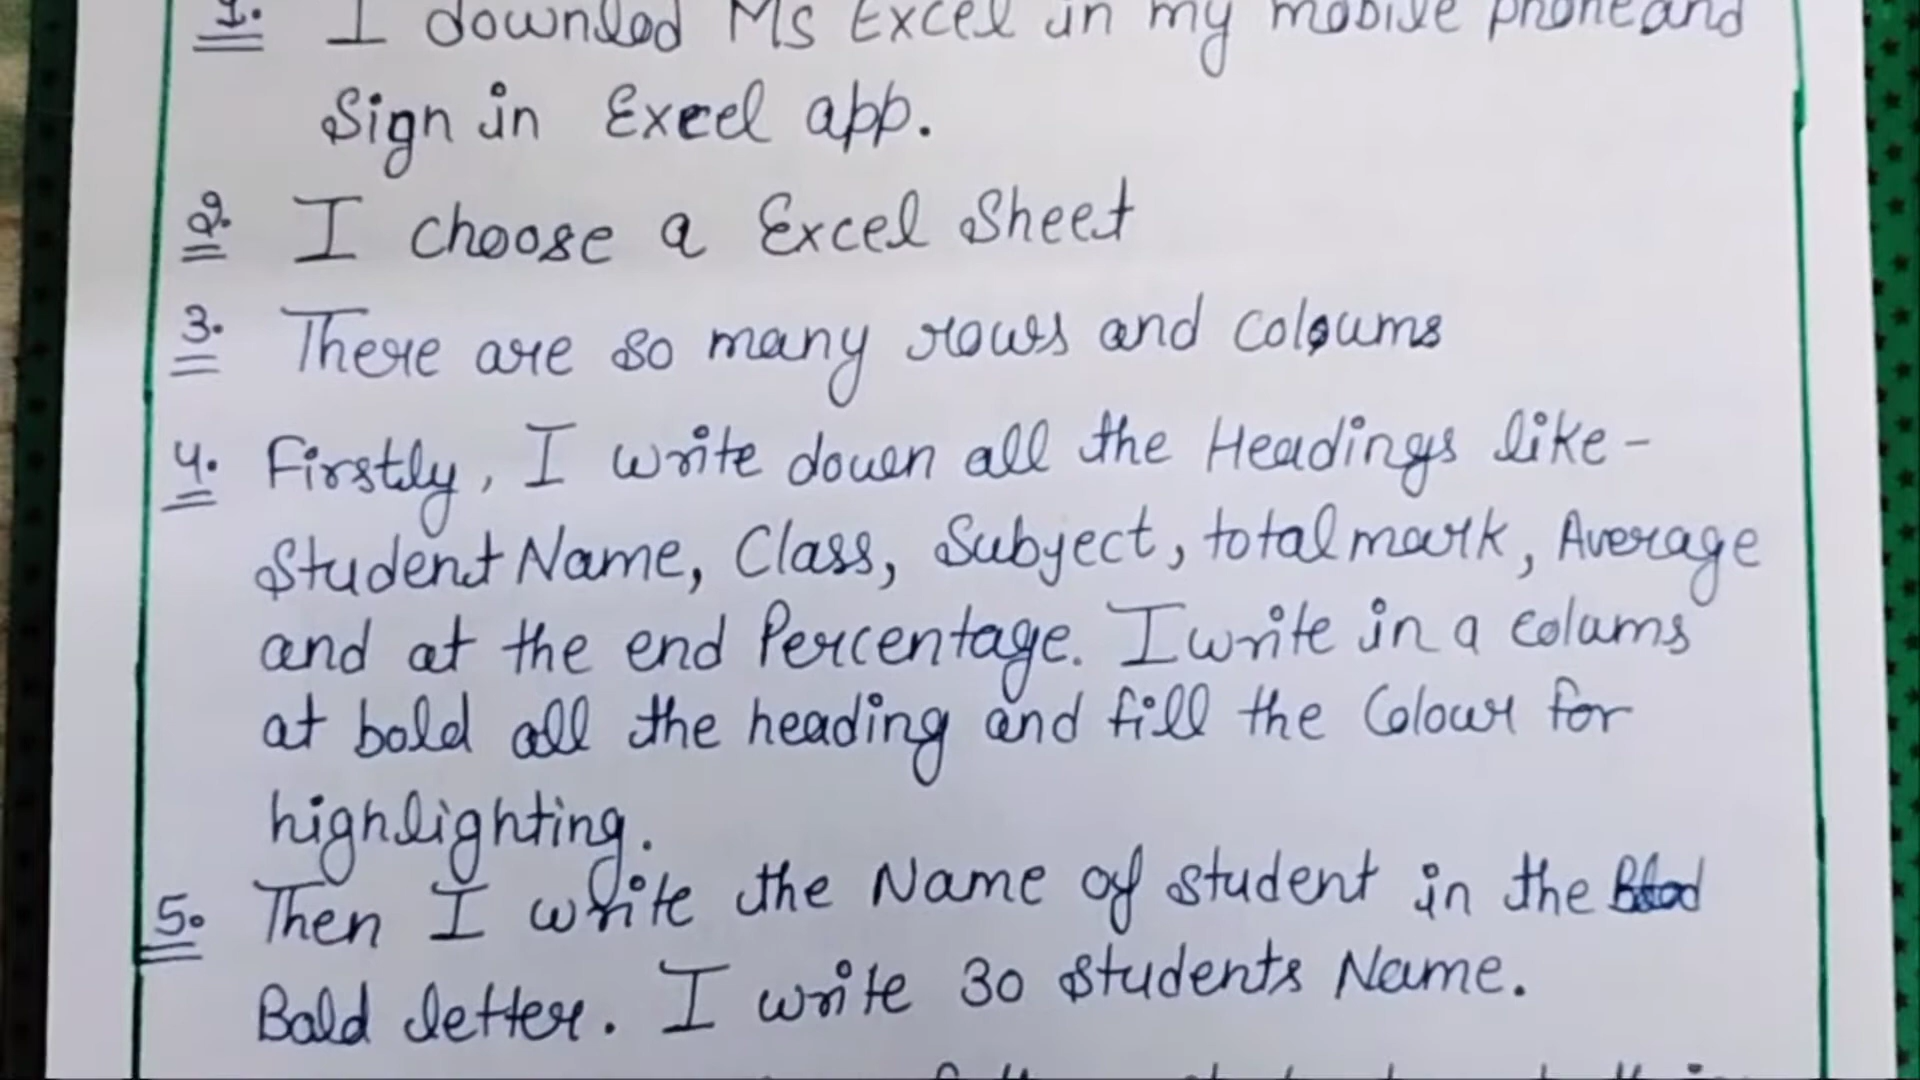 1. I downlod Ms Excel in my mobile phone and
Sign in Excel app.
2. I choose a Excel Sheet
3. There are so many rows and coloums
4. Firstly, I write down all the Headings like -
Student Name, Class, Subject, total mark, Average
and at the end Percentage. I write in a colams
at bold all the heading and fill the Colour for
highlighting.
5. Then I write the Name of student in the
Bold letter. I write 30 students Name.